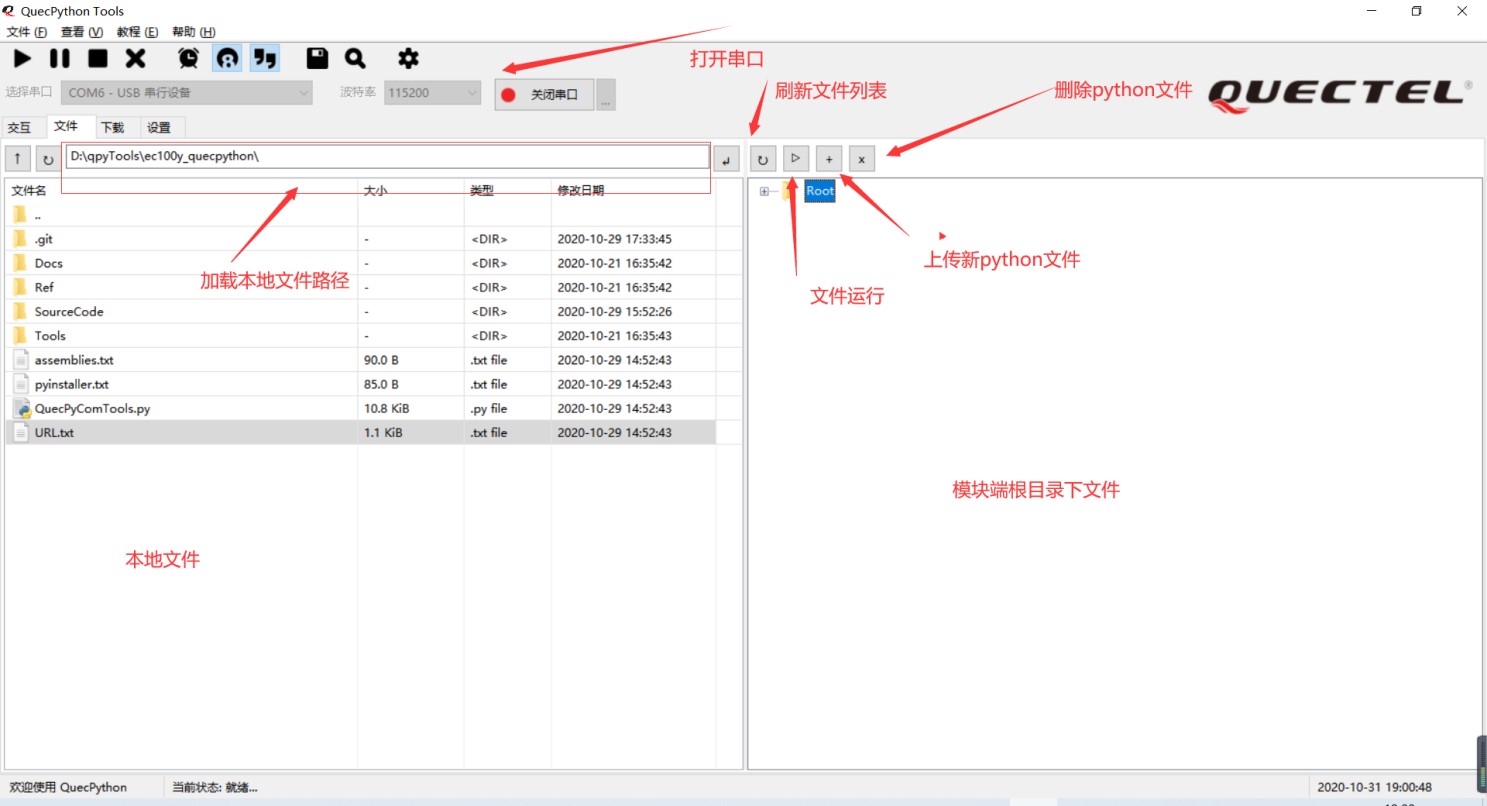 QuecPython Tools
文件 (F) 查看 (V) 教程 (E) 帮助 (H)
打开串口
选择串口 COM6 - USB 串行设备 波特率 115200 关闭串口 ...
刷新文件列表
删除python文件
QUECTEL®
交互 文件 下载 设置
↑ ↻ D:\qpyTools\ec100y_quecpython\ ↲ ↻ ▷ + x
文件名 大小 类型 修改日期
Root
..
.git - <DIR> 2020-10-29 17:33:45
Docs - <DIR> 2020-10-21 16:35:42
上传新python文件
加载本地文件路径
Ref - <DIR> 2020-10-21 16:35:42
文件运行
SourceCode - <DIR> 2020-10-29 15:52:26
Tools - <DIR> 2020-10-21 16:35:43
assemblies.txt 90.0 B .txt file 2020-10-29 14:52:43
pyinstaller.txt 85.0 B .txt file 2020-10-29 14:52:43
QuecPyComTools.py 10.8 KiB .py file 2020-10-29 14:52:43
URL.txt 1.1 KiB .txt file 2020-10-29 14:52:43
模块端根目录下文件
本地文件
欢迎使用 QuecPython 当前状态: 就绪... 2020-10-31 19:00:48